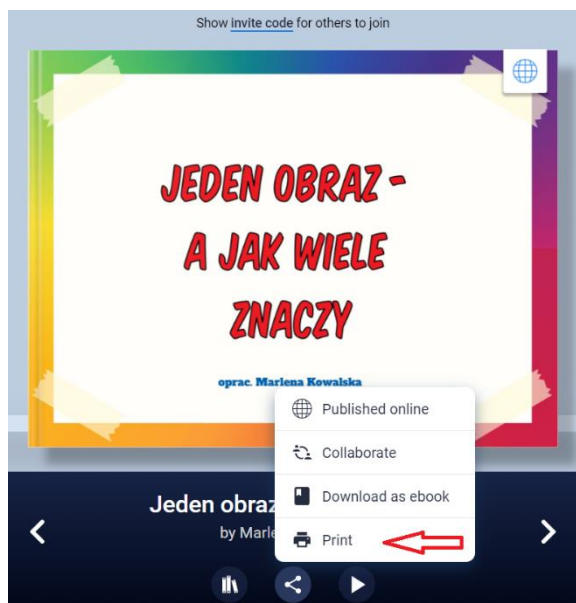 Show invite code for others to join
JEDEN OBRAZ -
A JAK WIELE
ZNACZY
oprac. Marlena Kowalska
Published online
Collaborate
Download as ebook
Print
Jeden obraz
by Marle